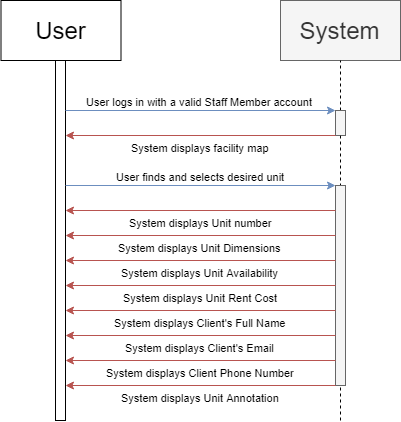 User
System
User logs in with a valid Staff Member account
System displays facility map
User finds and selects desired unit
System displays Unit number
System displays Unit Dimensions
System displays Unit Availability
System displays Unit Rent Cost
System displays Client's Full Name
System displays Client's Email
System displays Client Phone Number
System displays Unit Annotation